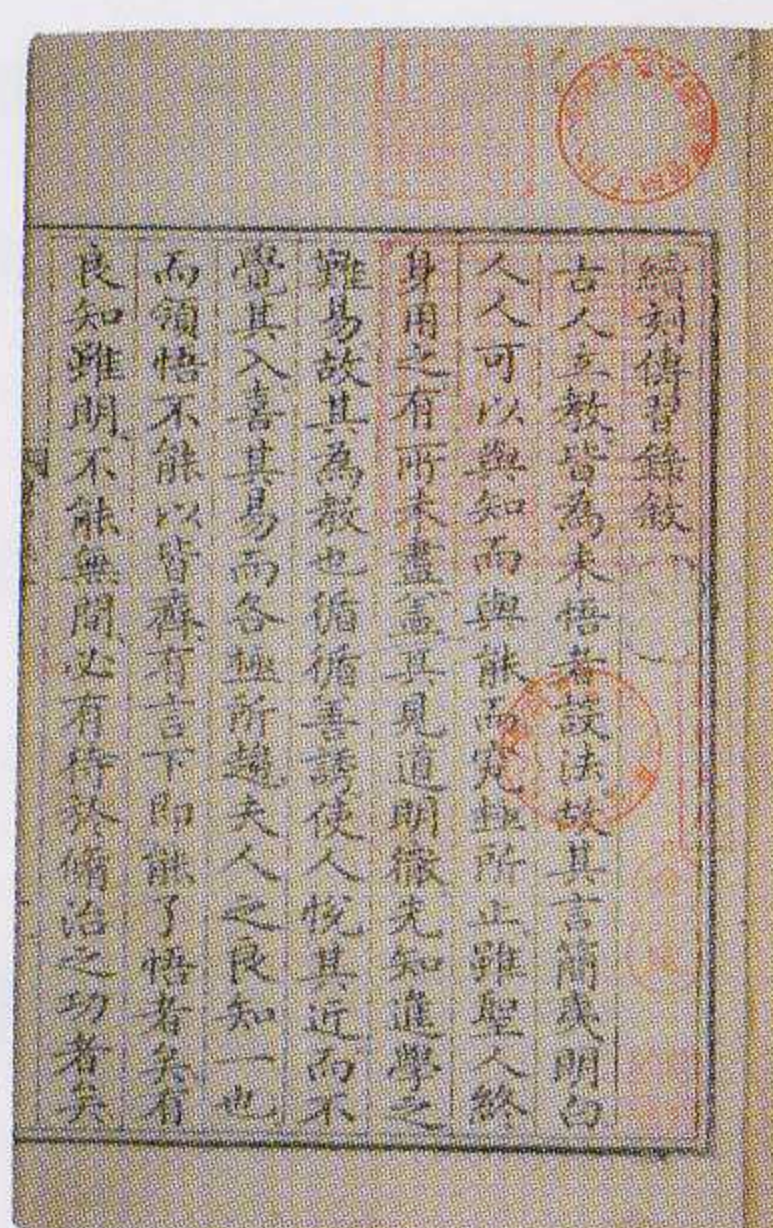 續刻傳習錄敘
古人立教皆為未悟者設法故其言簡夷明白
人人可以與知而與能而究極所止雖聖人終
身用之有所未盡蓋其見道明徹先知進學之
難易故其為教也循循善誘使人悅其近而不
覺其入喜其易而各極所趨夫人之良知一也
而領悟不能以皆齊有言下即能了悟者矣有
良知雖明不能無間必有待於脩治之功者矣